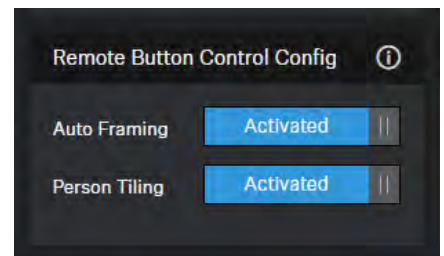 Remote Button Control Config
Auto Framing Activated
Person Tiling Activated